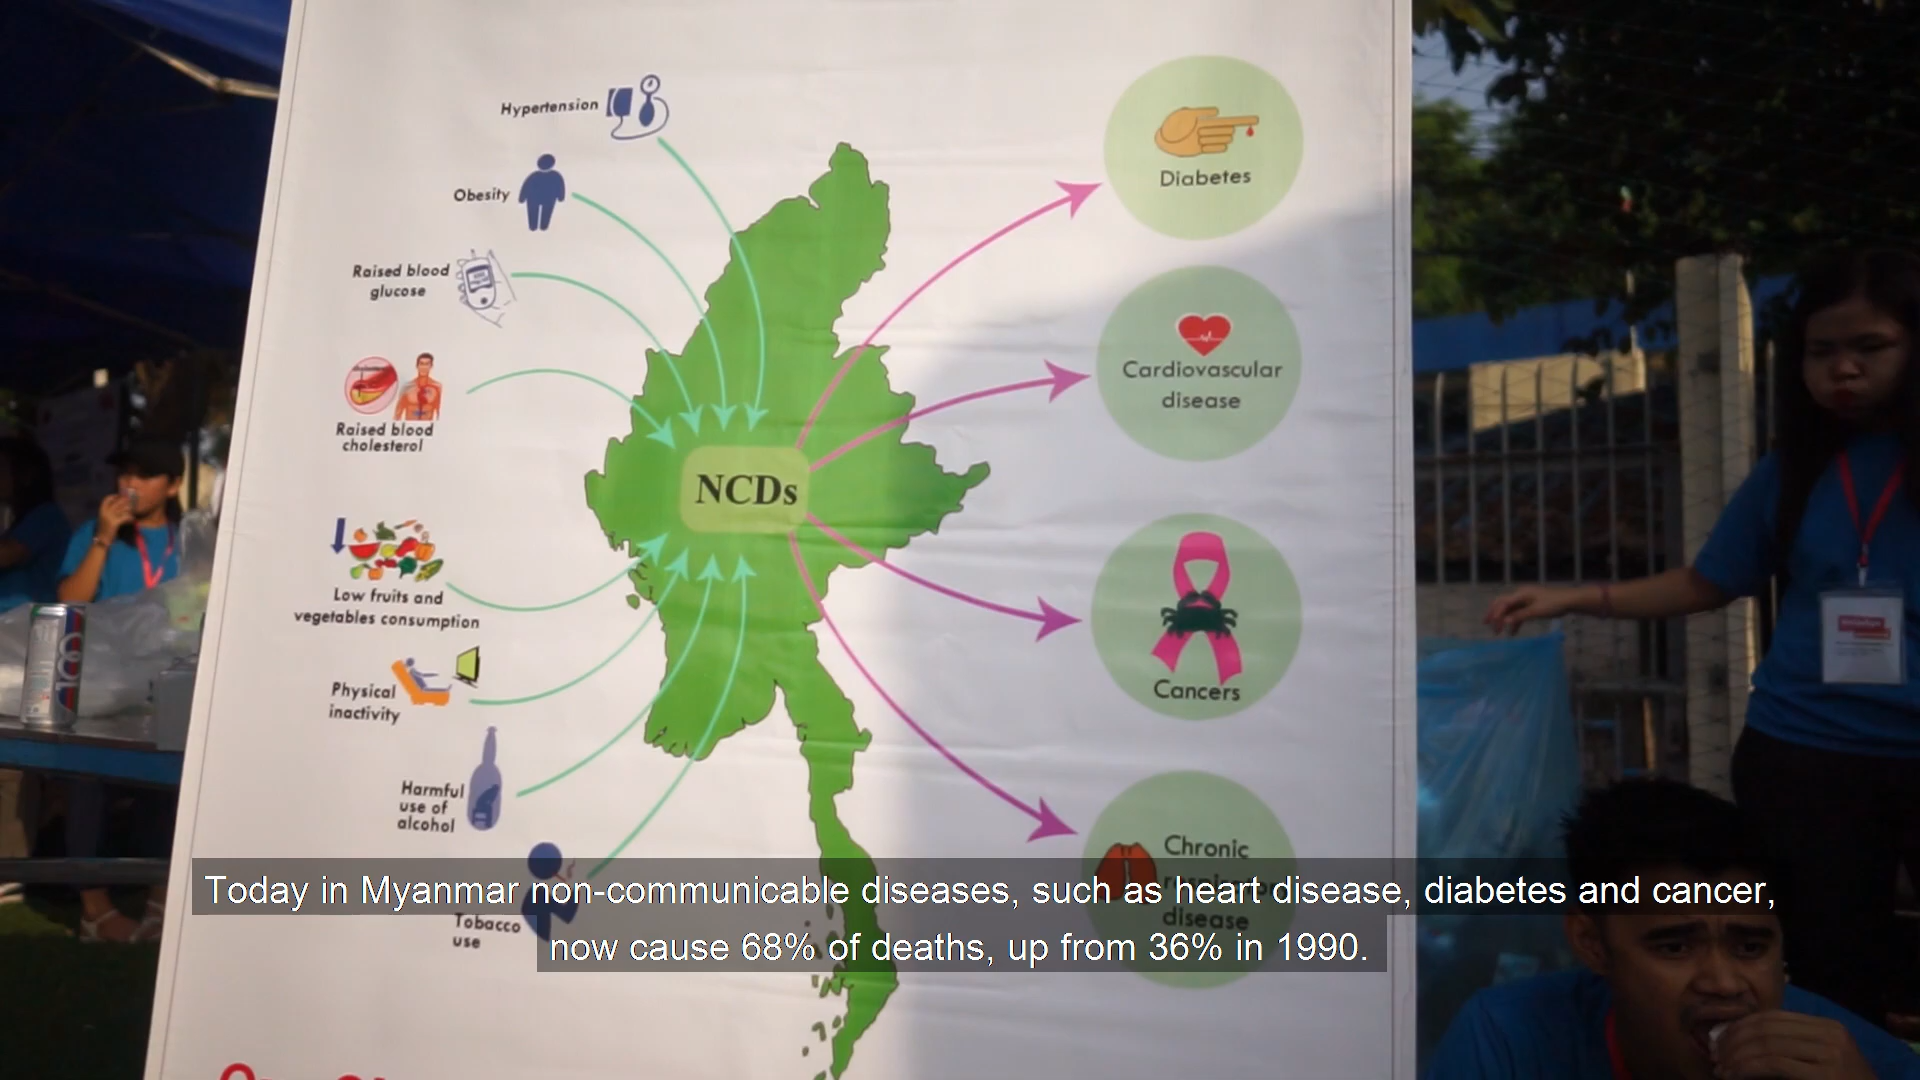 Hypertension
Obesity
Raised blood
glucose
Raised blood
cholesterol
Low fruits and
vegetables consumption
Physical
inactivity
Harmful
use of
alcohol
Tobacco
use
NCDs
Diabetes
Cardiovascular
disease
Cancers
Chronic
respiratory
disease
Today in Myanmar non-communicable diseases, such as heart disease, diabetes and cancer,
now cause 68% of deaths, up from 36% in 1990.
100